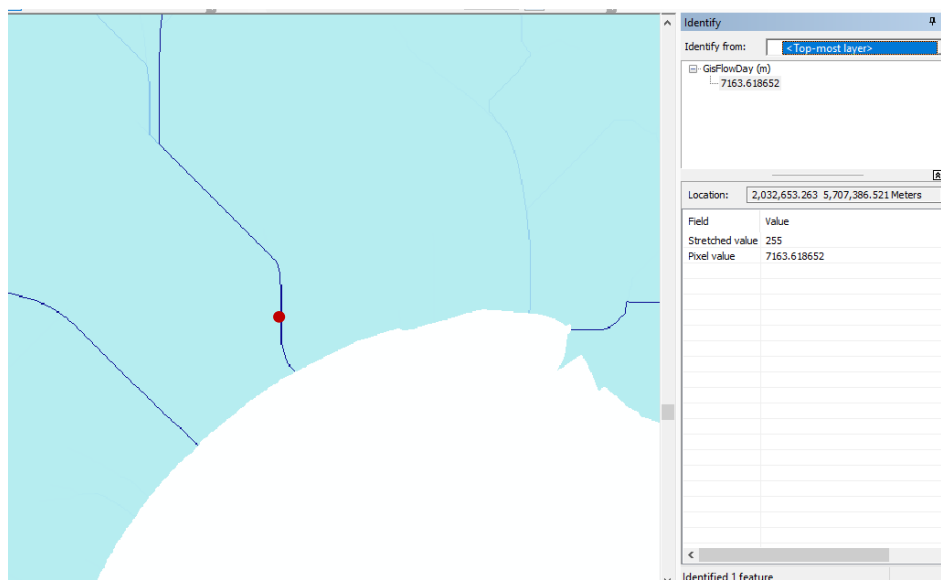 Identify
Identify from: <Top-most layer>
GisFlowDay (m)
7163.618652
Location: 2,032,653.263 5,707,386.521 Meters
Field Value
Stretched value 255
Pixel value 7163.618652
Identified 1 feature